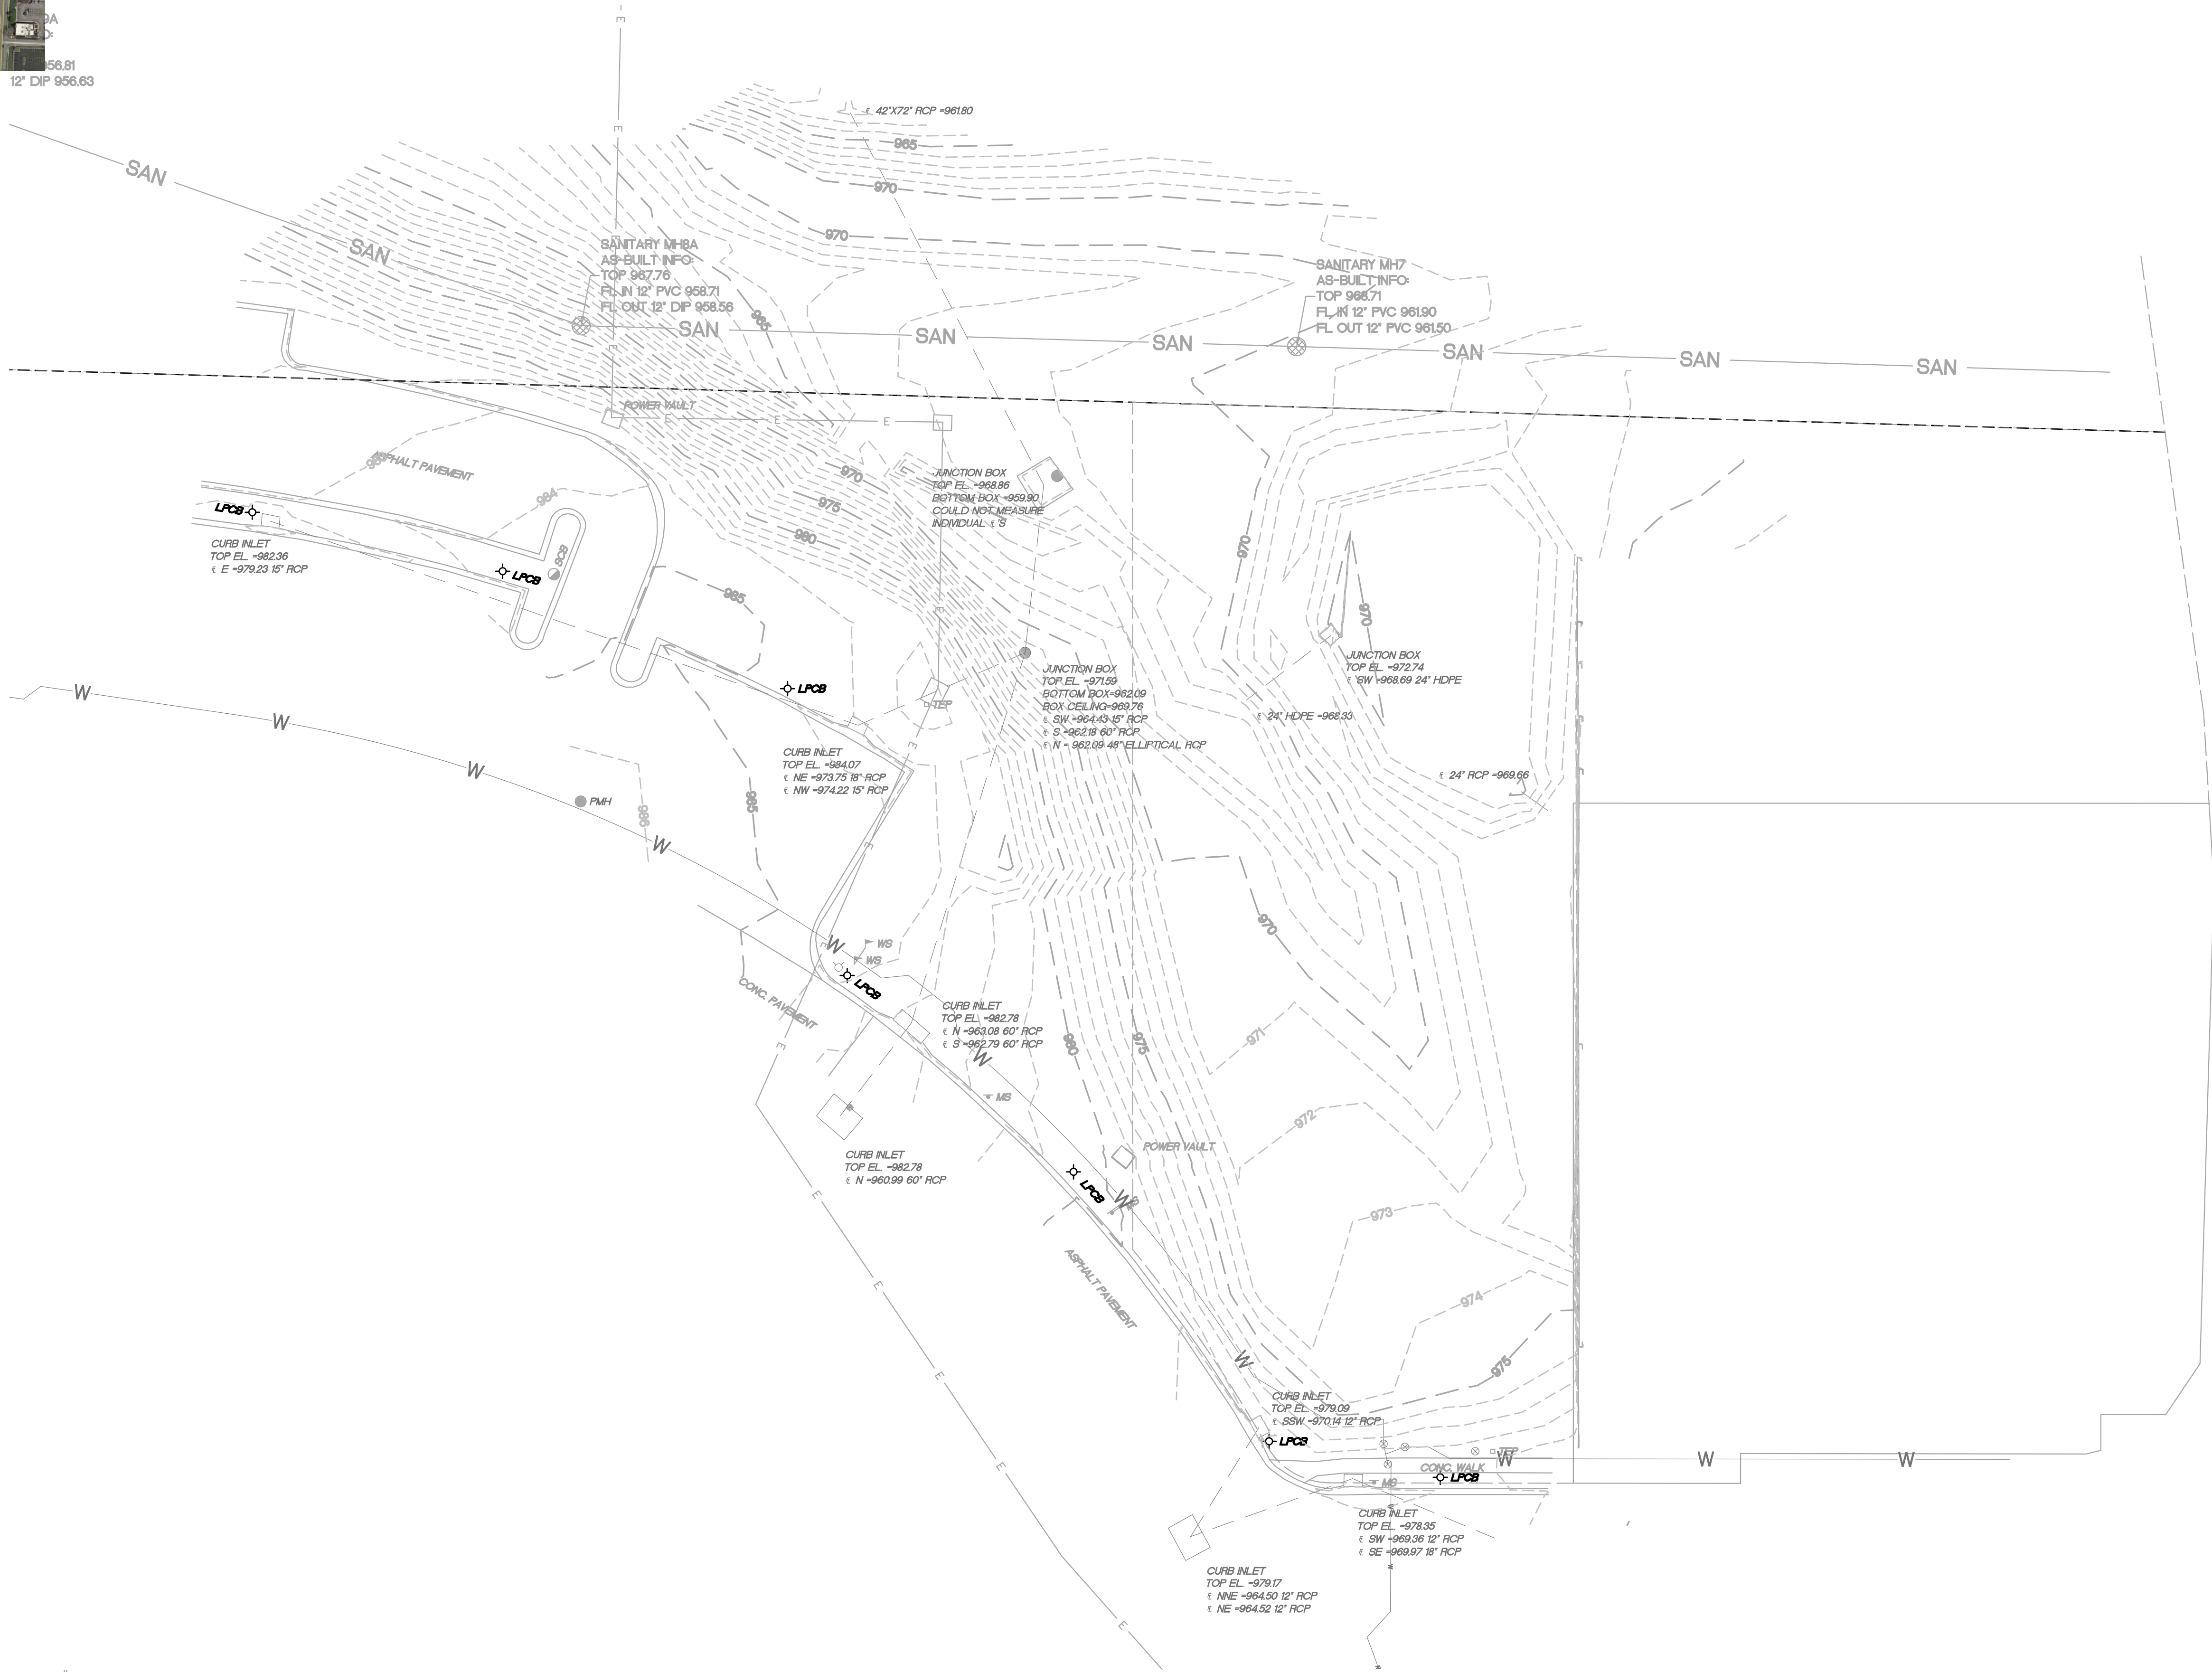 9A
O:
956.81
12" DIP 956.63
E
E
℄ 42"X72" RCP =961.80
965
970
970
SAN
SAN
SANITARY MH8A
AS-BUILT INFO:
TOP 967.76
FL IN 12" PVC 958.71
FL OUT 12" DIP 958.56
SANITARY MH7
AS-BUILT INFO:
TOP 968.71
FL IN 12" PVC 961.90
FL OUT 12" PVC 961.50
965
SAN
SAN
SAN
SAN
SAN
SAN
E
POWER VAULT
E
E
E
ASPHALT PAVEMENT
984
970
975
980
JUNCTION BOX
TOP EL. =968.86
BOTTOM BOX =959.90
COULD NOT MEASURE
INDIVIDUAL ℄'S
LPCB
CURB INLET
TOP EL. =982.36
℄ E =979.23 15" RCP
LPCB
SCB
985
970
970
E
JUNCTION BOX
TOP EL. =972.74
℄ SW =968.69 24" HDPE
JUNCTION BOX
TOP EL. =971.59
BOTTOM BOX=962.09
BOX CEILING=969.76
℄ SW =964.43 15" RCP
℄ S =962.18 60" RCP
℄ N = 962.09 48" ELLIPTICAL RCP
LPCB
TEP
℄ 24" HDPE =968.33
W
W
W
W
E
CURB INLET
TOP EL. =984.07
℄ NE =973.75 18" RCP
℄ NW =974.22 15" RCP
℄ 24" RCP =969.66
PMH
986
985
E
970
W
E
WS
WS
LPCB
CONC. PAVEMENT
CURB INLET
TOP EL. =982.78
℄ N =963.08 60" RCP
℄ S =962.79 60" RCP
E
W
980
975
971
MS
972
CURB INLET
TOP EL. =982.78
℄ N =960.99 60" RCP
POWER VAULT
LPCB
W
E
973
ASPHALT PAVEMENT
E
974
W
E
975
CURB INLET
TOP EL. =979.09
℄ SSW =970.14 12" RCP
LPCB
TEP
W
W
W
CONC. WALK
LPCB
MS
E
CURB INLET
TOP EL. =978.35
℄ SW =969.36 12" RCP
℄ SE =969.97 18" RCP
CURB INLET
TOP EL. =979.17
℄ NNE =964.50 12" RCP
℄ NE =964.52 12" RCP
E